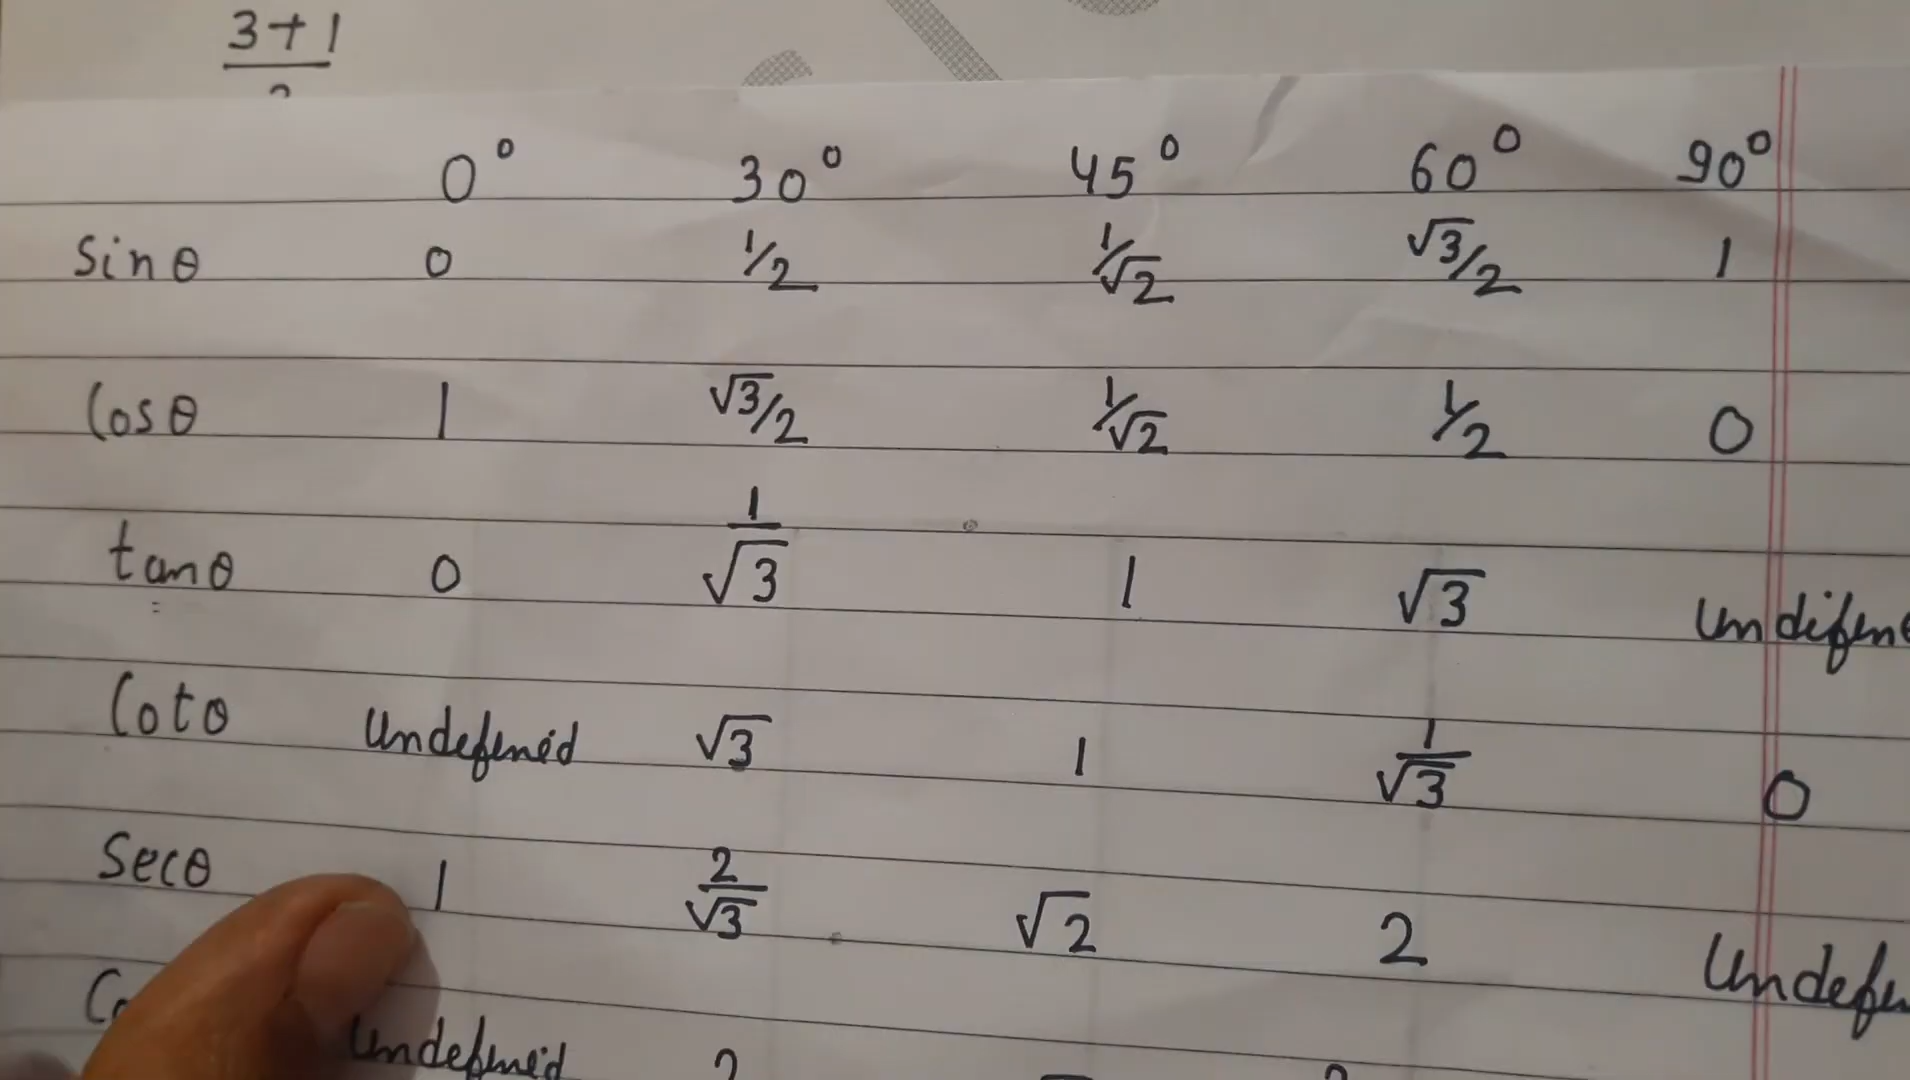 3+1
0° 30° 45° 60° 90°
Sinθ 0 1/2 1/√2 √3/2 1
Cosθ 1 √3/2 1/√2 1/2 0
tanθ 0 1/√3 1 √3
Cotθ undefined √3 1 1/√3 0
Secθ 1 2/√3 √2 2
undefined 2